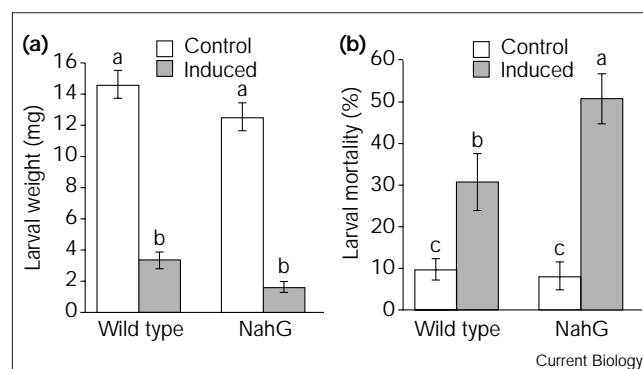 (a)
Control
Induced
a
a
b
b
16
14
12
10
8
6
4
2
0
Larval weight (mg)
Wild type
NahG
(b)
Control
Induced
a
b
c
c
60
50
40
30
20
10
0
Larval mortality (%)
Wild type
NahG
Current Biology